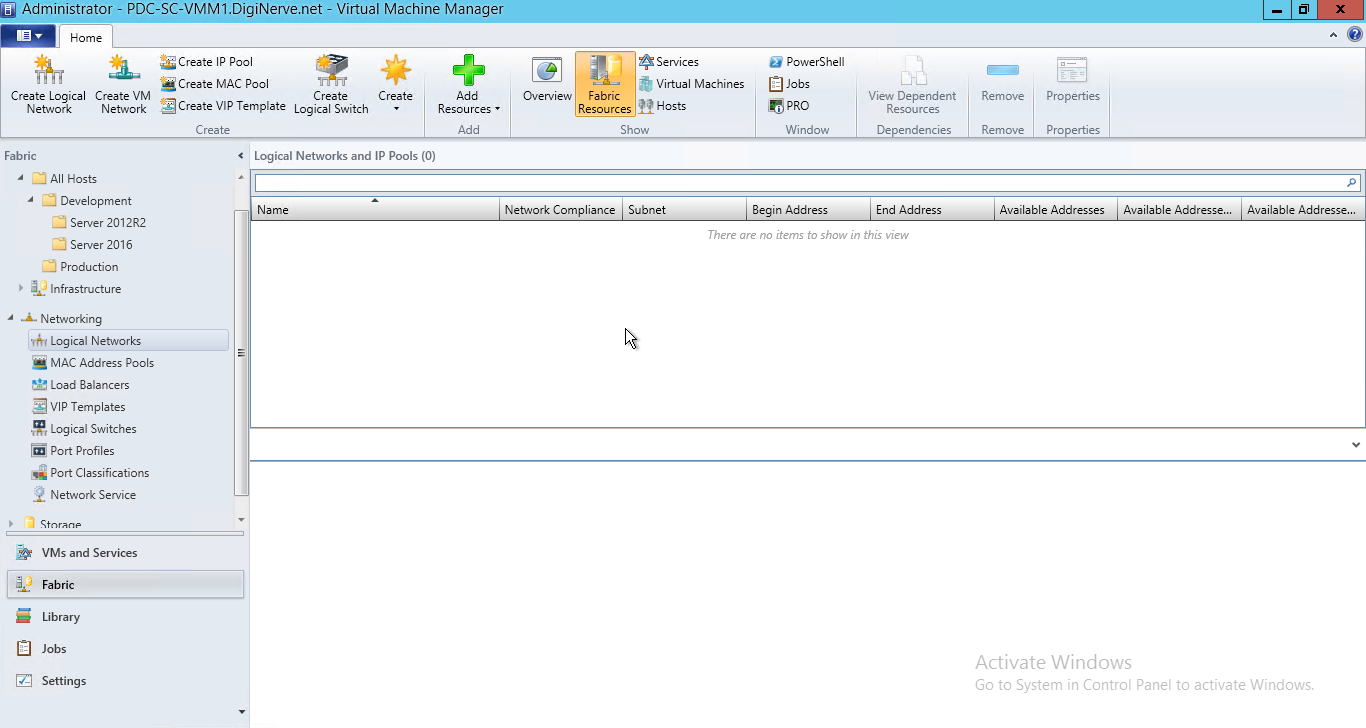 Administrator - PDC-SC-VMM1.DigiNerve.net - Virtual Machine Manager
Home
Create Logical Network
Create VM Network
Create IP Pool
Create MAC Pool
Create VIP Template
Create Logical Switch
Create
Create
Add Resources
Add
Overview
Fabric Resources
Services
Virtual Machines
Hosts
Show
PowerShell
Jobs
PRO
Window
View Dependent Resources
Dependencies
Remove
Remove
Properties
Properties
Fabric
All Hosts
Development
Server 2012R2
Server 2016
Production
Infrastructure
Networking
Logical Networks
MAC Address Pools
Load Balancers
VIP Templates
Logical Switches
Port Profiles
Port Classifications
Network Service
Storage
VMs and Services
Fabric
Library
Jobs
Settings
Logical Networks and IP Pools (0)
Name Network Compliance Subnet Begin Address End Address Available Addresses Available Addresse... Available Addresse...
There are no items to show in this view
Activate Windows
Go to System in Control Panel to activate Windows.